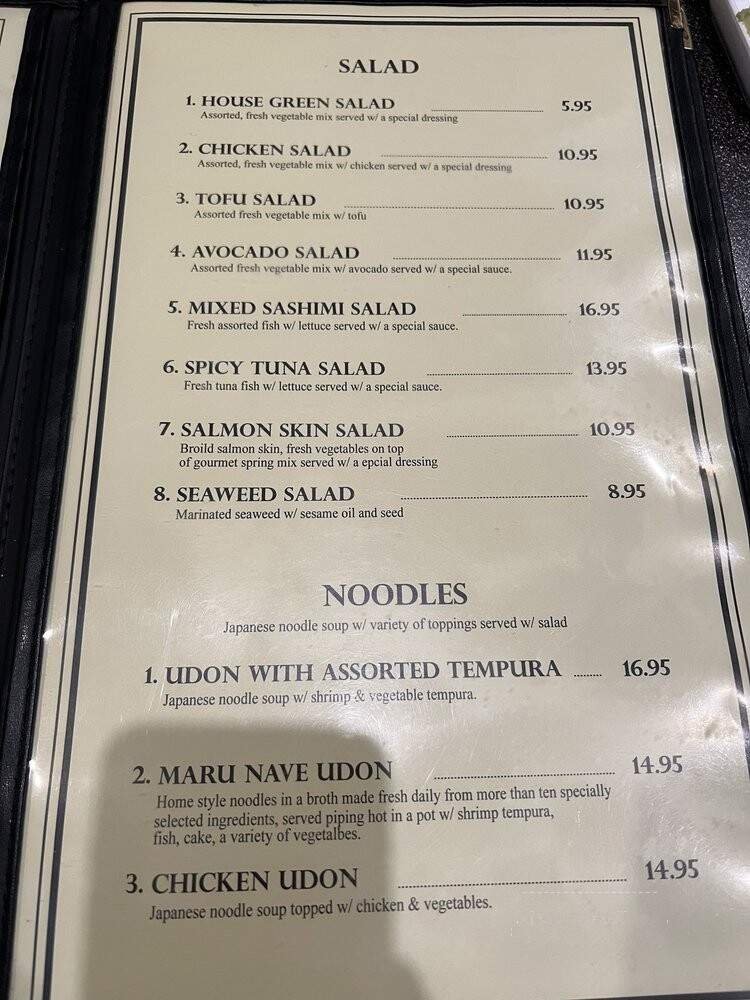 SALAD
1. HOUSE GREEN SALAD 5.95
Assorted, fresh vegetable mix served w/ a special dressing
2. CHICKEN SALAD 10.95
Assorted, fresh vegetable mix w/ chicken served w/ a special dressing
3. TOFU SALAD 10.95
Assorted fresh vegetable mix w/ tofu
4. AVOCADO SALAD 11.95
Assorted fresh vegetable mix w/ avocado served w/ a special sauce.
5. MIXED SASHIMI SALAD 16.95
Fresh assorted fish w/ lettuce served w/ a special sauce.
6. SPICY TUNA SALAD 13.95
Fresh tuna fish w/ lettuce served w/ a special sauce.
7. SALMON SKIN SALAD 10.95
Broild salmon skin, fresh vegetables on top
of gourmet spring mix served w/ a epcial dressing
8. SEAWEED SALAD 8.95
Marinated seaweed w/ sesame oil and seed
NOODLES
Japanese noodle soup w/ variety of toppings served w/ salad
1. UDON WITH ASSORTED TEMPURA 16.95
Japanese noodle soup w/ shrimp & vegetable tempura.
2. MARU NAVE UDON 14.95
Home style noodles in a broth made fresh daily from more than ten specially
selected ingredients, served piping hot in a pot w/ shrimp tempura,
fish, cake, a variety of vegetalbes.
3. CHICKEN UDON 14.95
Japanese noodle soup topped w/ chicken & vegetables.